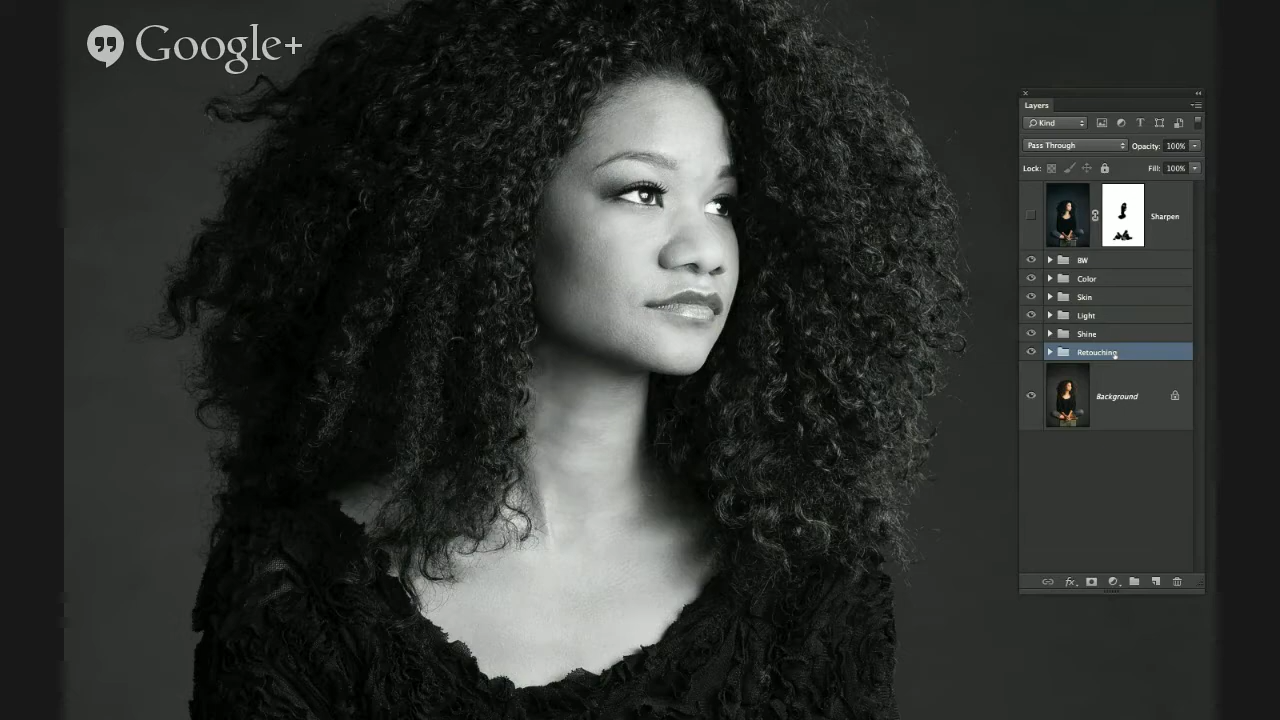 Google+
Layers
Kind
Pass Through Opacity: 100%
Lock: Fill: 100%
Sharpen
BW
Color
Skin
Light
Shine
Retouching
Background